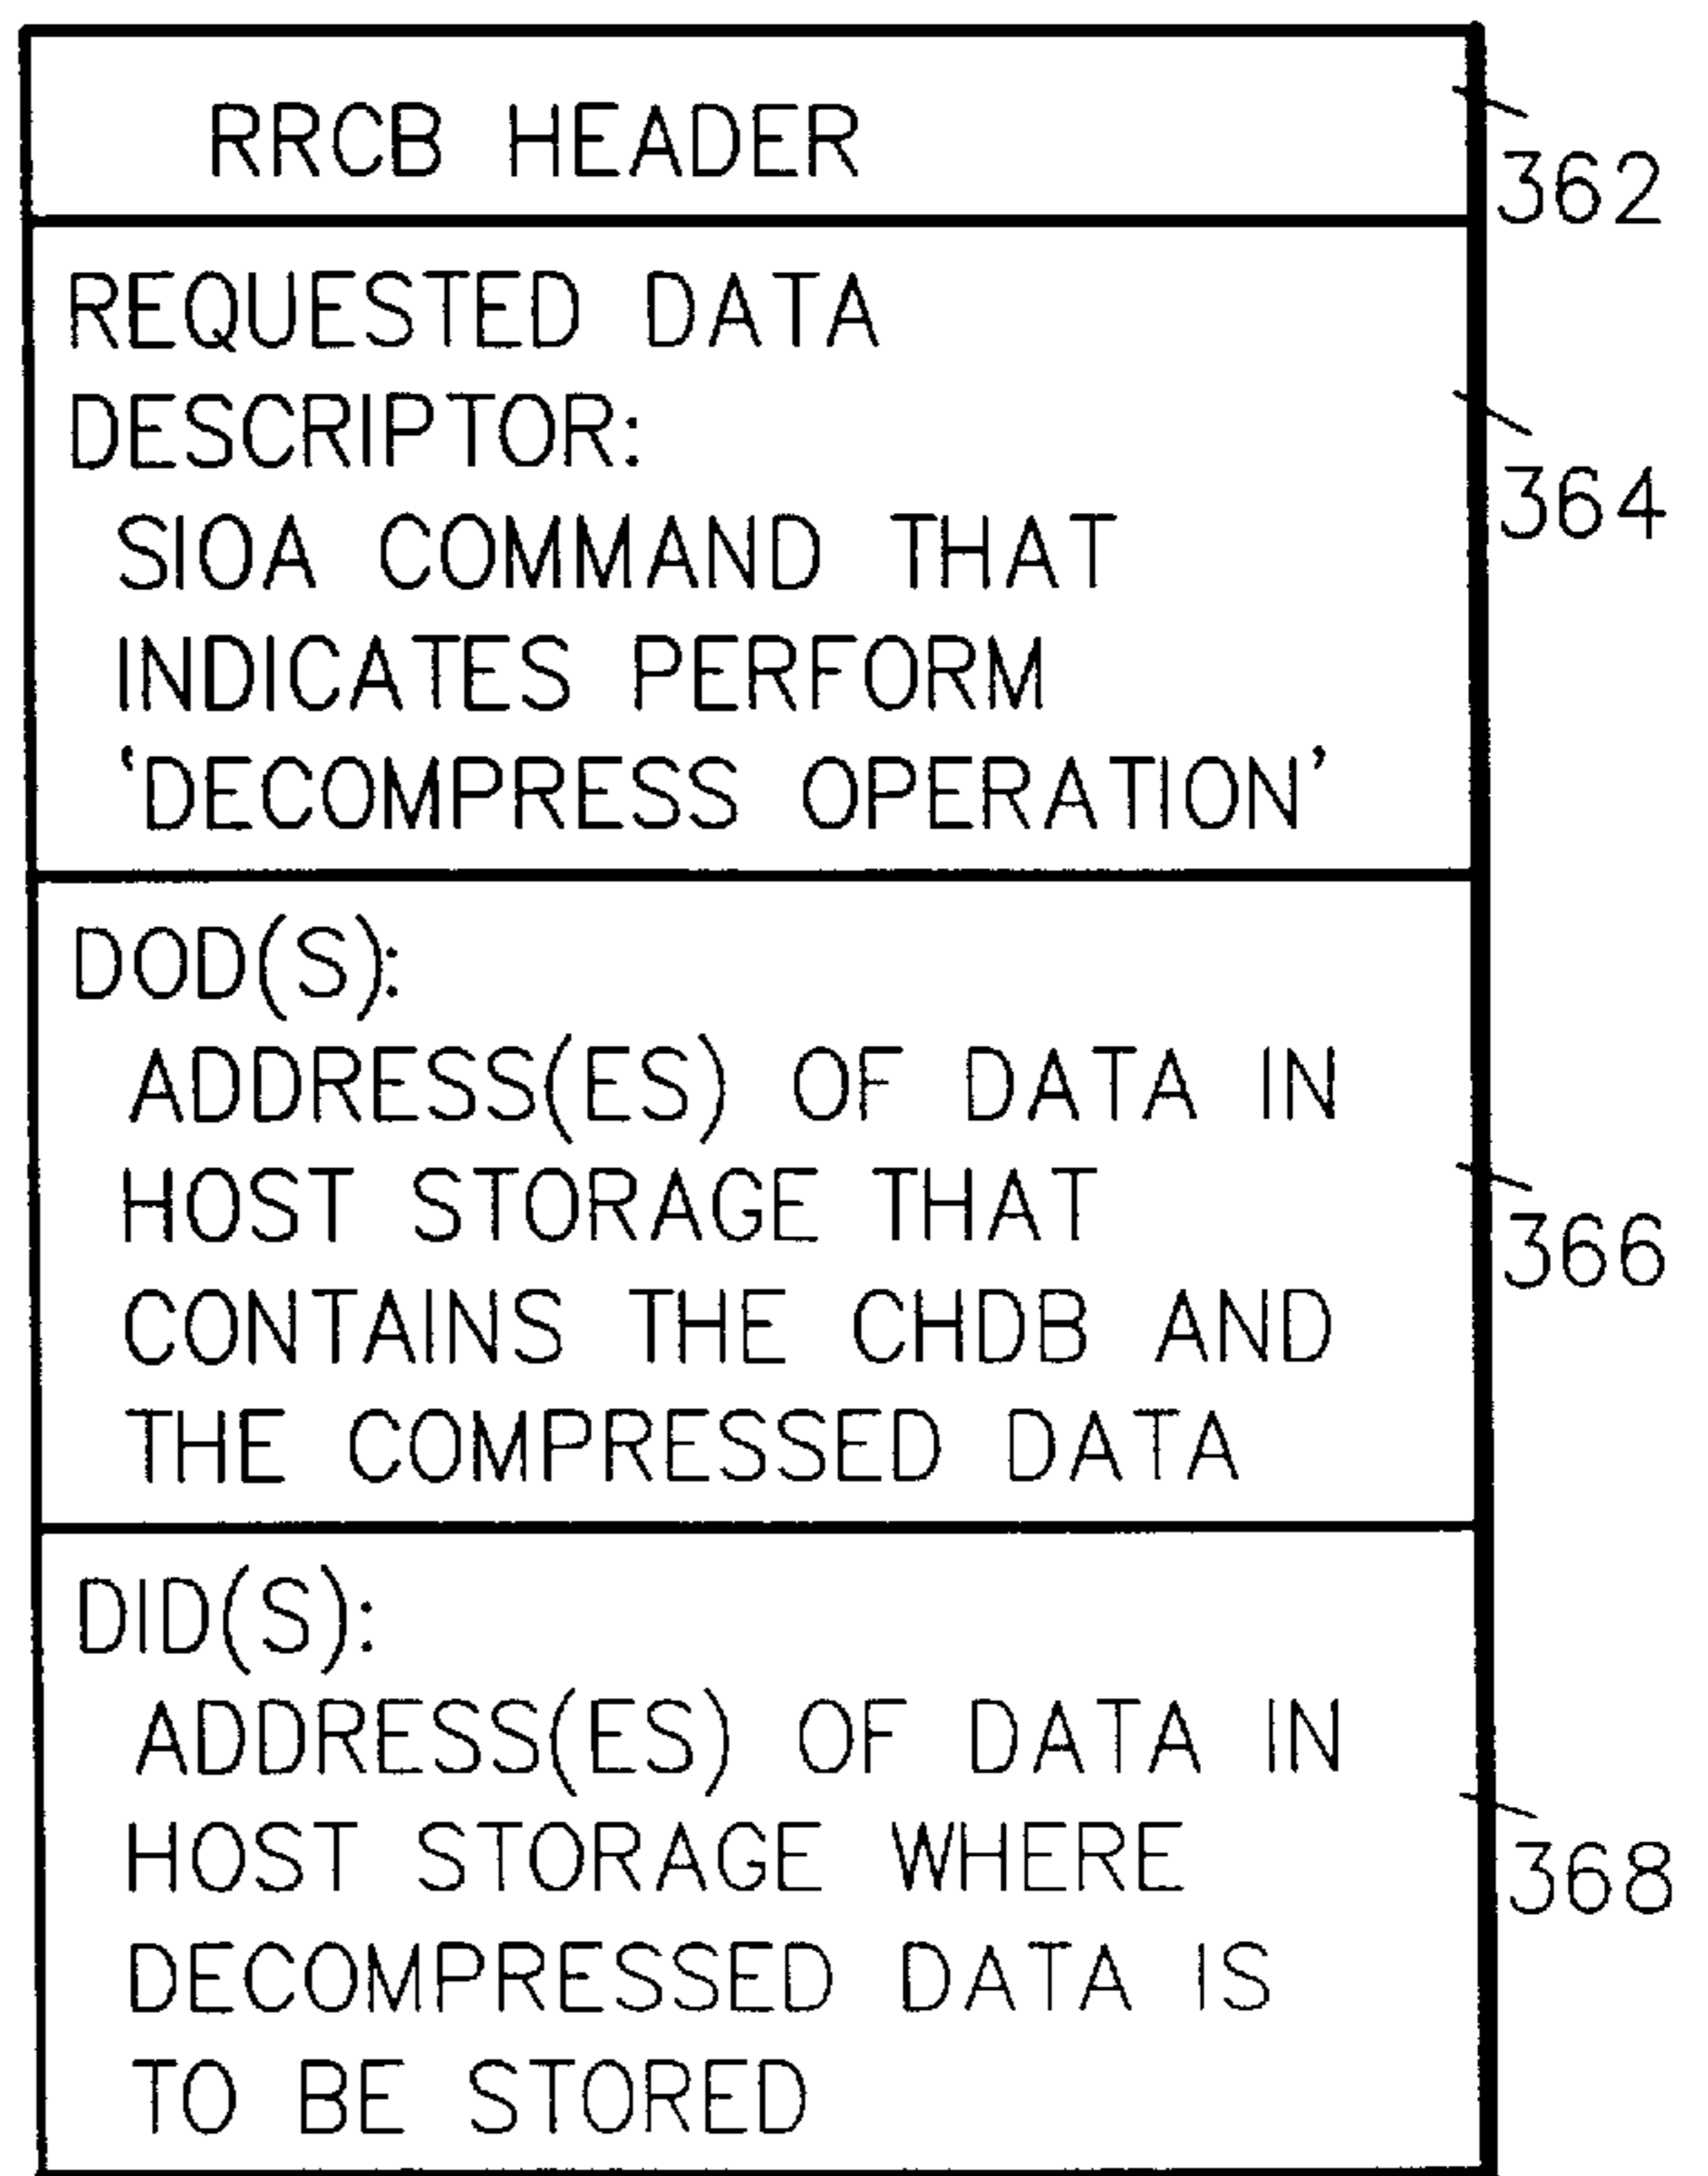 RRCB HEADER
362
REQUESTED DATA
DESCRIPTOR:
SIOA COMMAND THAT
INDICATES PERFORM
‘DECOMPRESS OPERATION’
364
DOD(S):
ADDRESS(ES) OF DATA IN
HOST STORAGE THAT
CONTAINS THE CHDB AND
THE COMPRESSED DATA
366
DID(S):
ADDRESS(ES) OF DATA IN
HOST STORAGE WHERE
DECOMPRESSED DATA IS
TO BE STORED
368